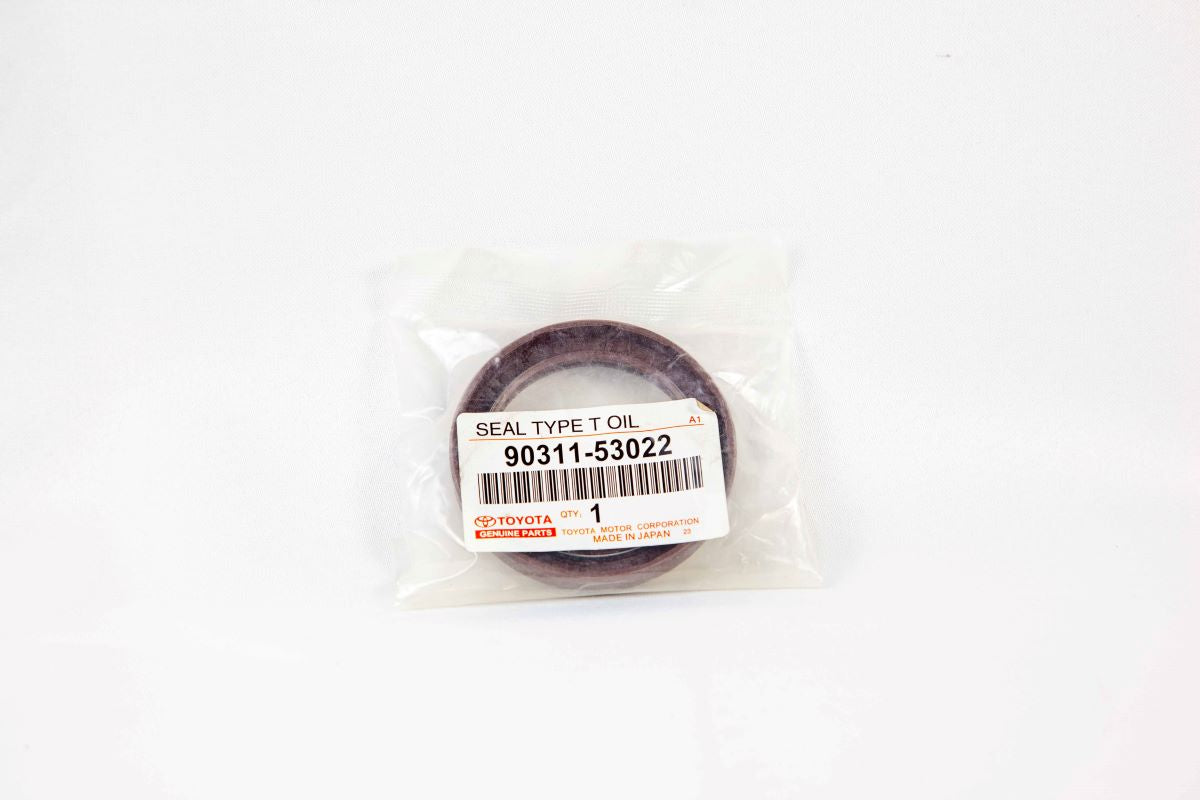 SEAL TYPE T OIL A1
90311-53022
TOYOTA QTY: 1
GENUINE PARTS TOYOTA MOTOR CORPORATION
MADE IN JAPAN 23